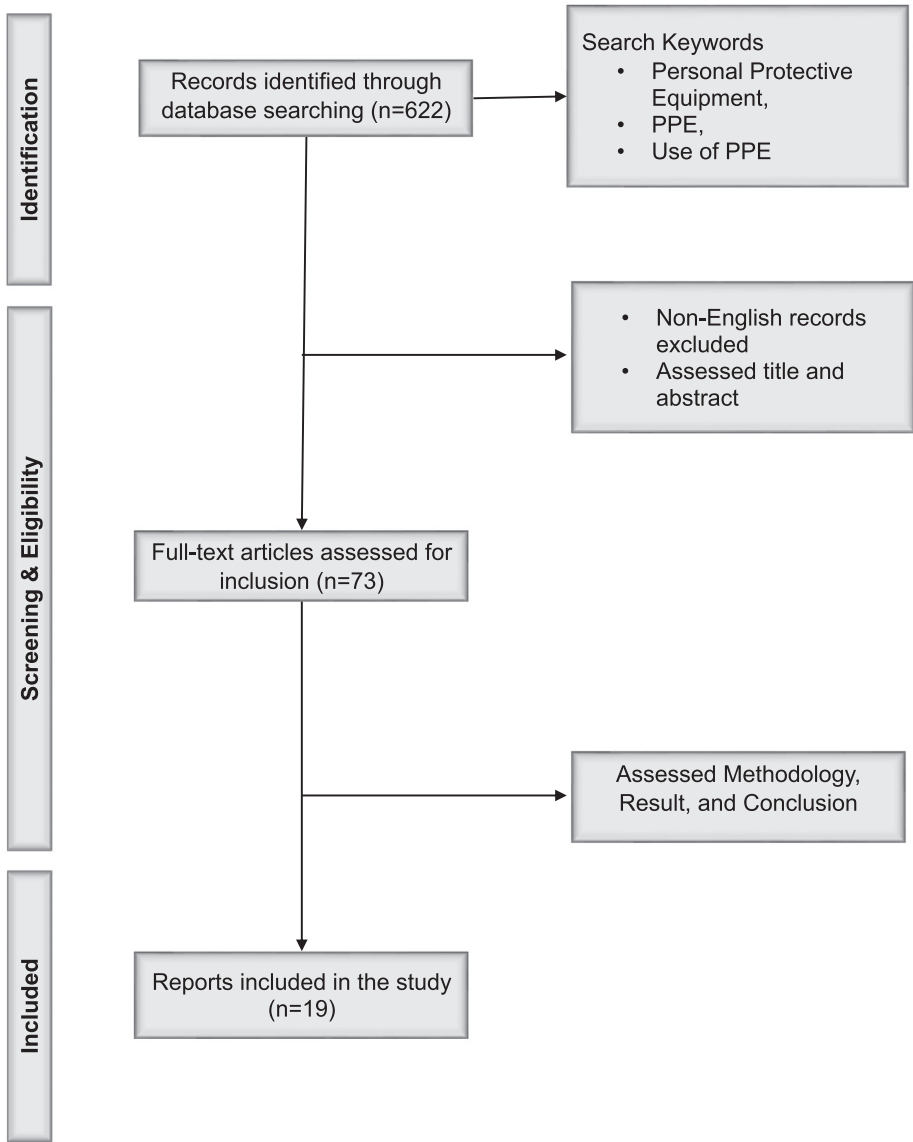 Identification
Records identified through
database searching (n=622)
Search Keywords
• Personal Protective
Equipment,
• PPE,
• Use of PPE
Screening & Eligibility
• Non-English records
excluded
• Assessed title and
abstract
Full-text articles assessed for
inclusion (n=73)
Assessed Methodology,
Result, and Conclusion
Included
Reports included in the study
(n=19)